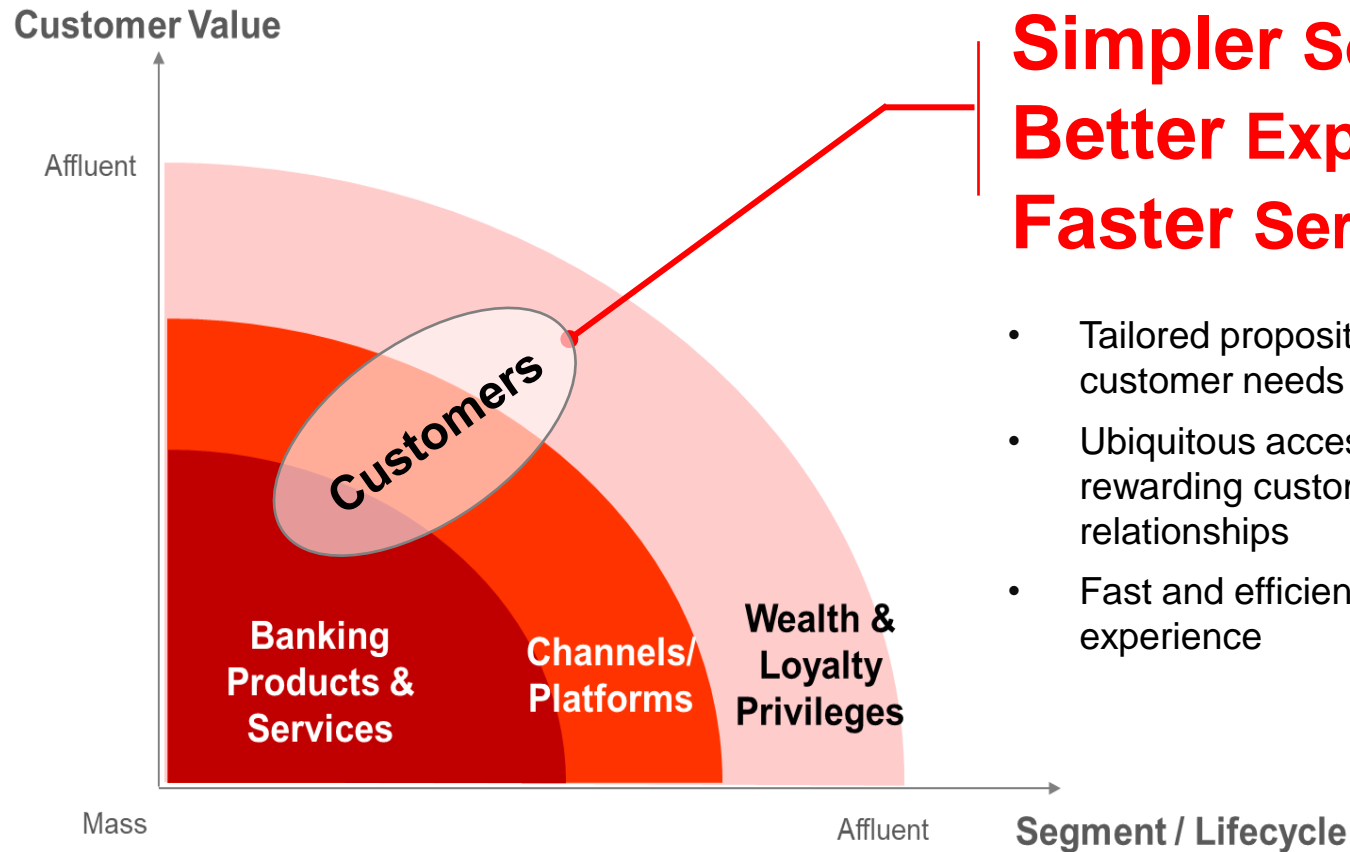 Customer Value
Simpler
Better
Faster
Affluent
Customers
Tailored
customer needs
Ubiquitous
rewarding
relationships
Fast and
experience
Banking
Products &
Services
Channels/
Platforms
Wealth &
Loyalty
Privileges
Mass
Affluent
Segment / Lifecycle